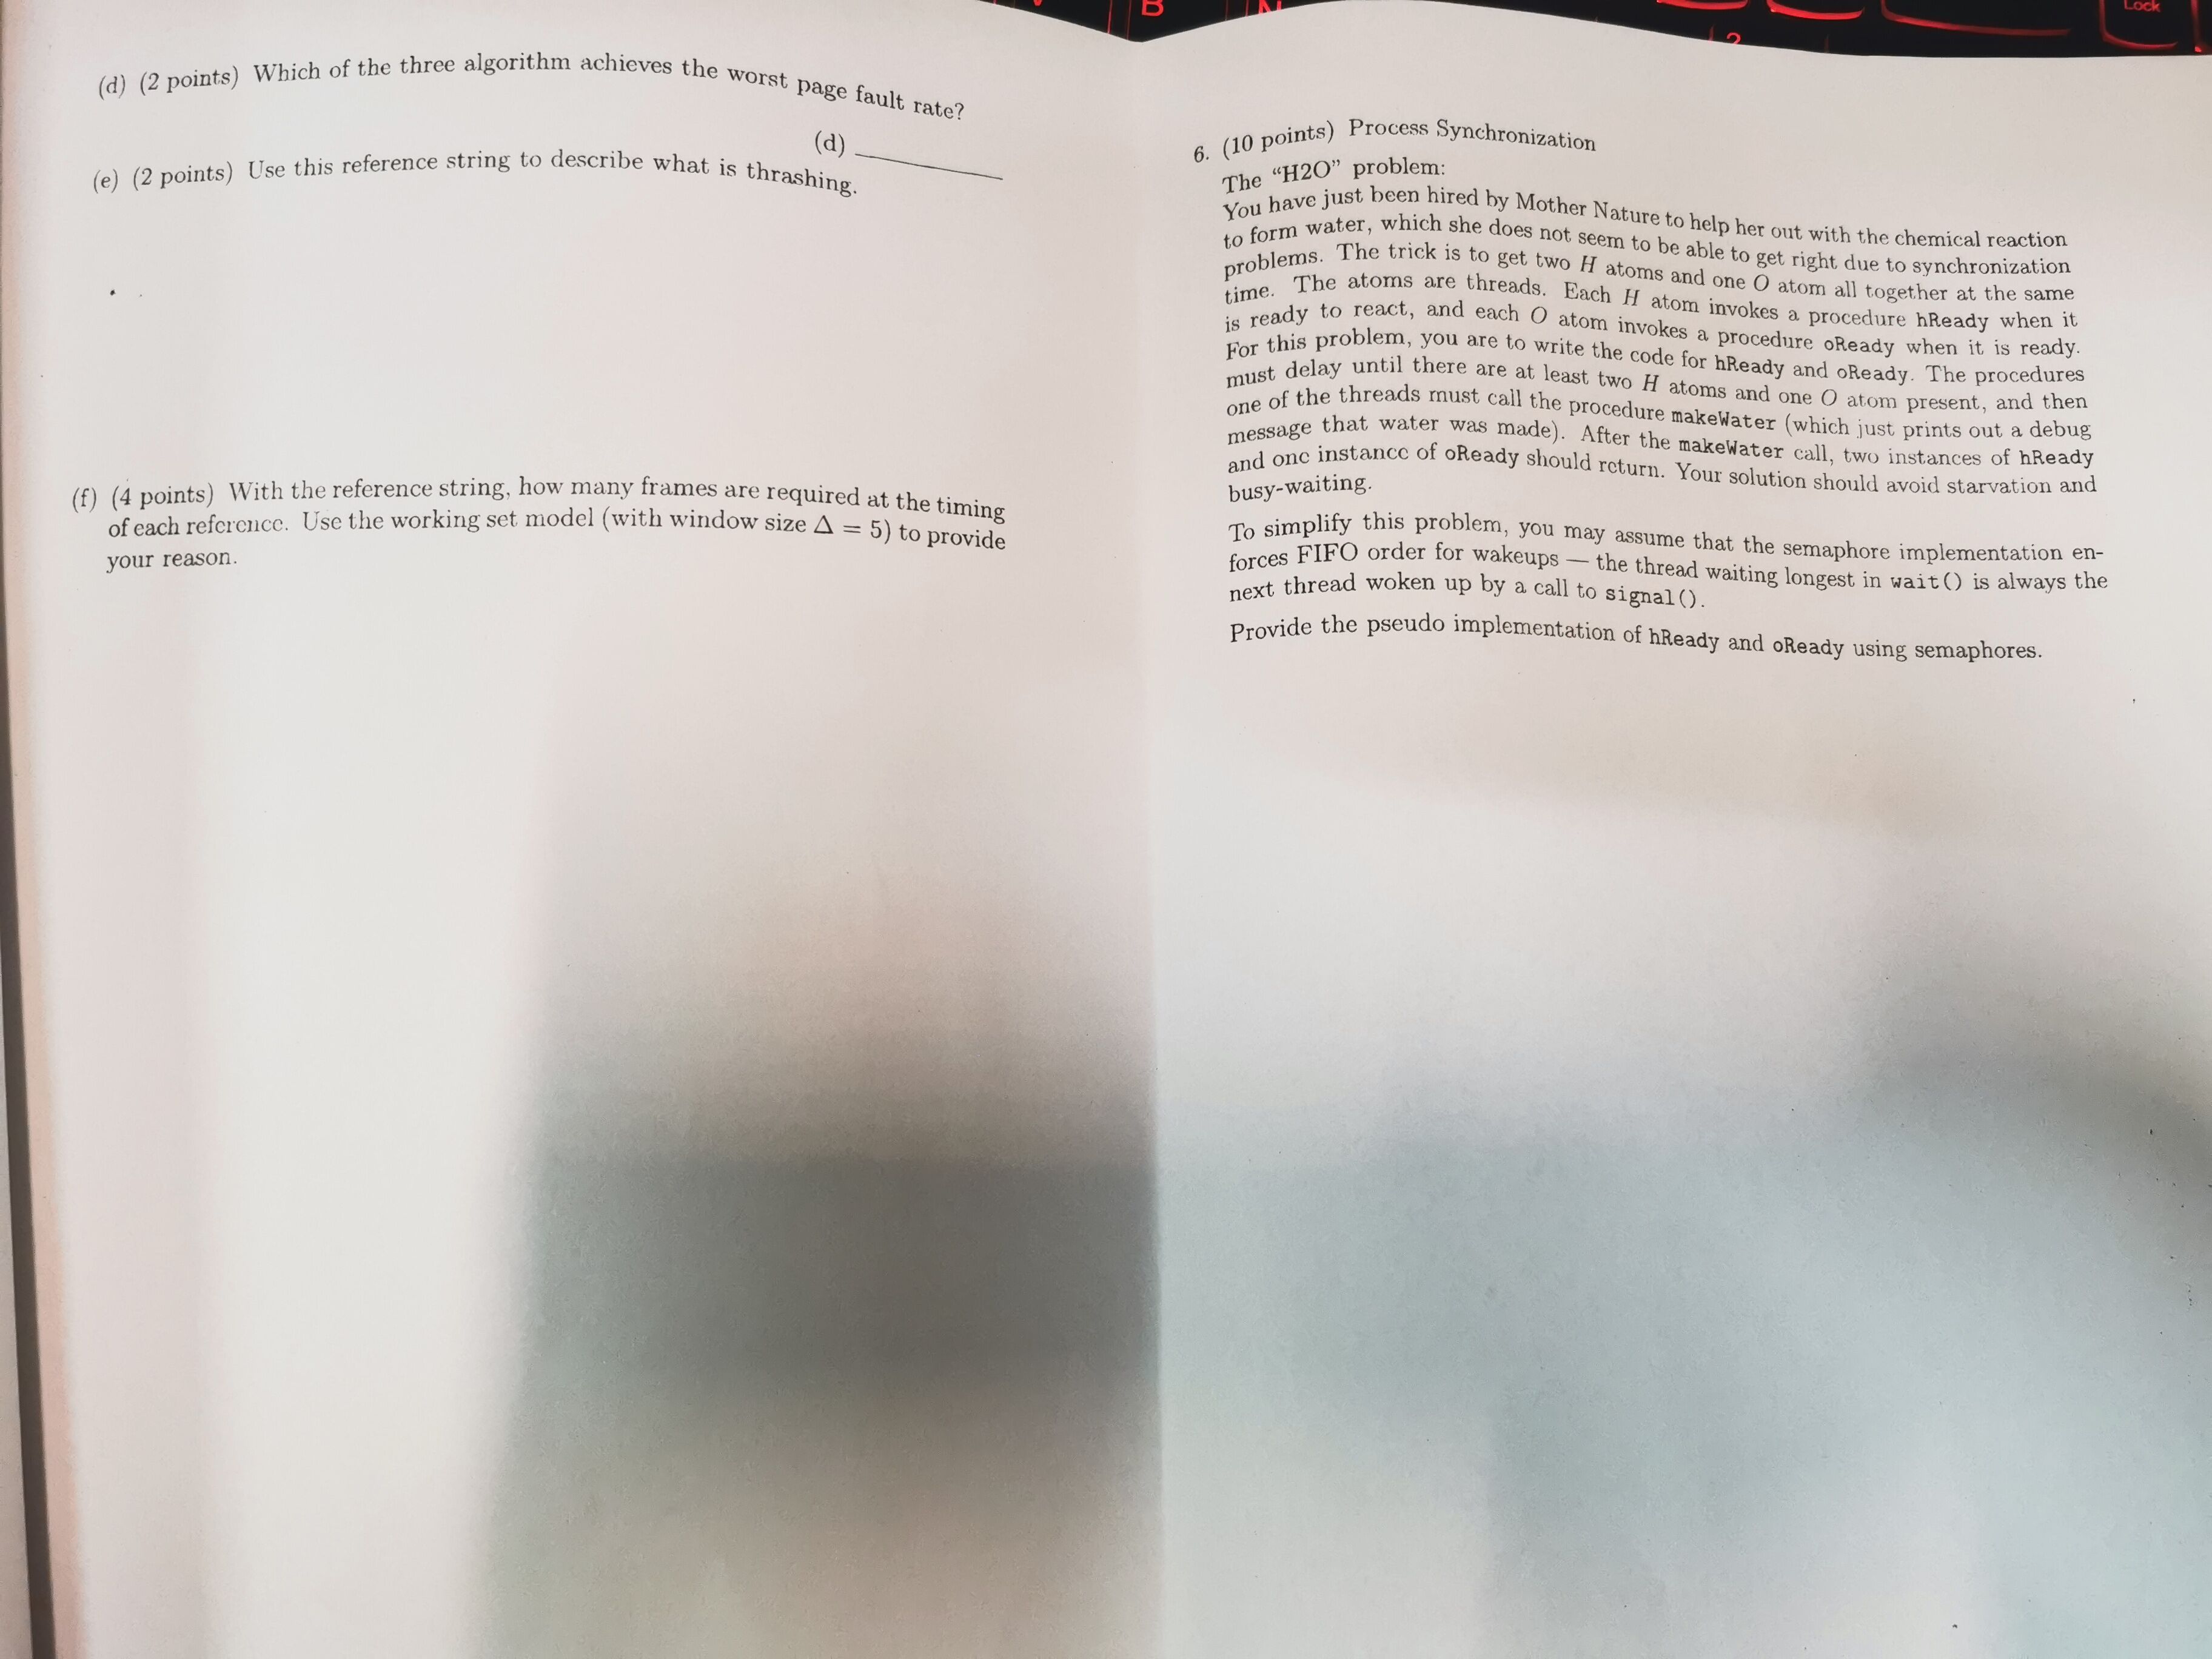 (d) (2 points) Which of the three algorithm achieves the worst page fault rate?
(d)
(e) (2 points) Use this reference string to describe what is thrashing.
(f) (4 points) With the reference string, how many frames are required at the timing
of each reference. Use the working set model (with window size Δ = 5) to provide
your reason.
6. (10 points) Process Synchronization
The “H2O” problem:
You have just been hired by Mother Nature to help her out with the chemical reaction
to form water, which she does not seem to be able to get right due to synchronization
problems. The trick is to get two H atoms and one O atom all together at the same
time. The atoms are threads. Each H atom invokes a procedure hReady when it
is ready to react, and each O atom invokes a procedure oReady when it is ready.
For this problem, you are to write the code for hReady and oReady. The procedures
must delay until there are at least two H atoms and one O atom present, and then
one of the threads must call the procedure makeWater (which just prints out a debug
message that water was made). After the makeWater call, two instances of hReady
and one instance of oReady should return. Your solution should avoid starvation and
busy-waiting.
To simplify this problem, you may assume that the semaphore implementation en-
forces FIFO order for wakeups — the thread waiting longest in wait() is always the
next thread woken up by a call to signal().
Provide the pseudo implementation of hReady and oReady using semaphores.
B
N
Lock